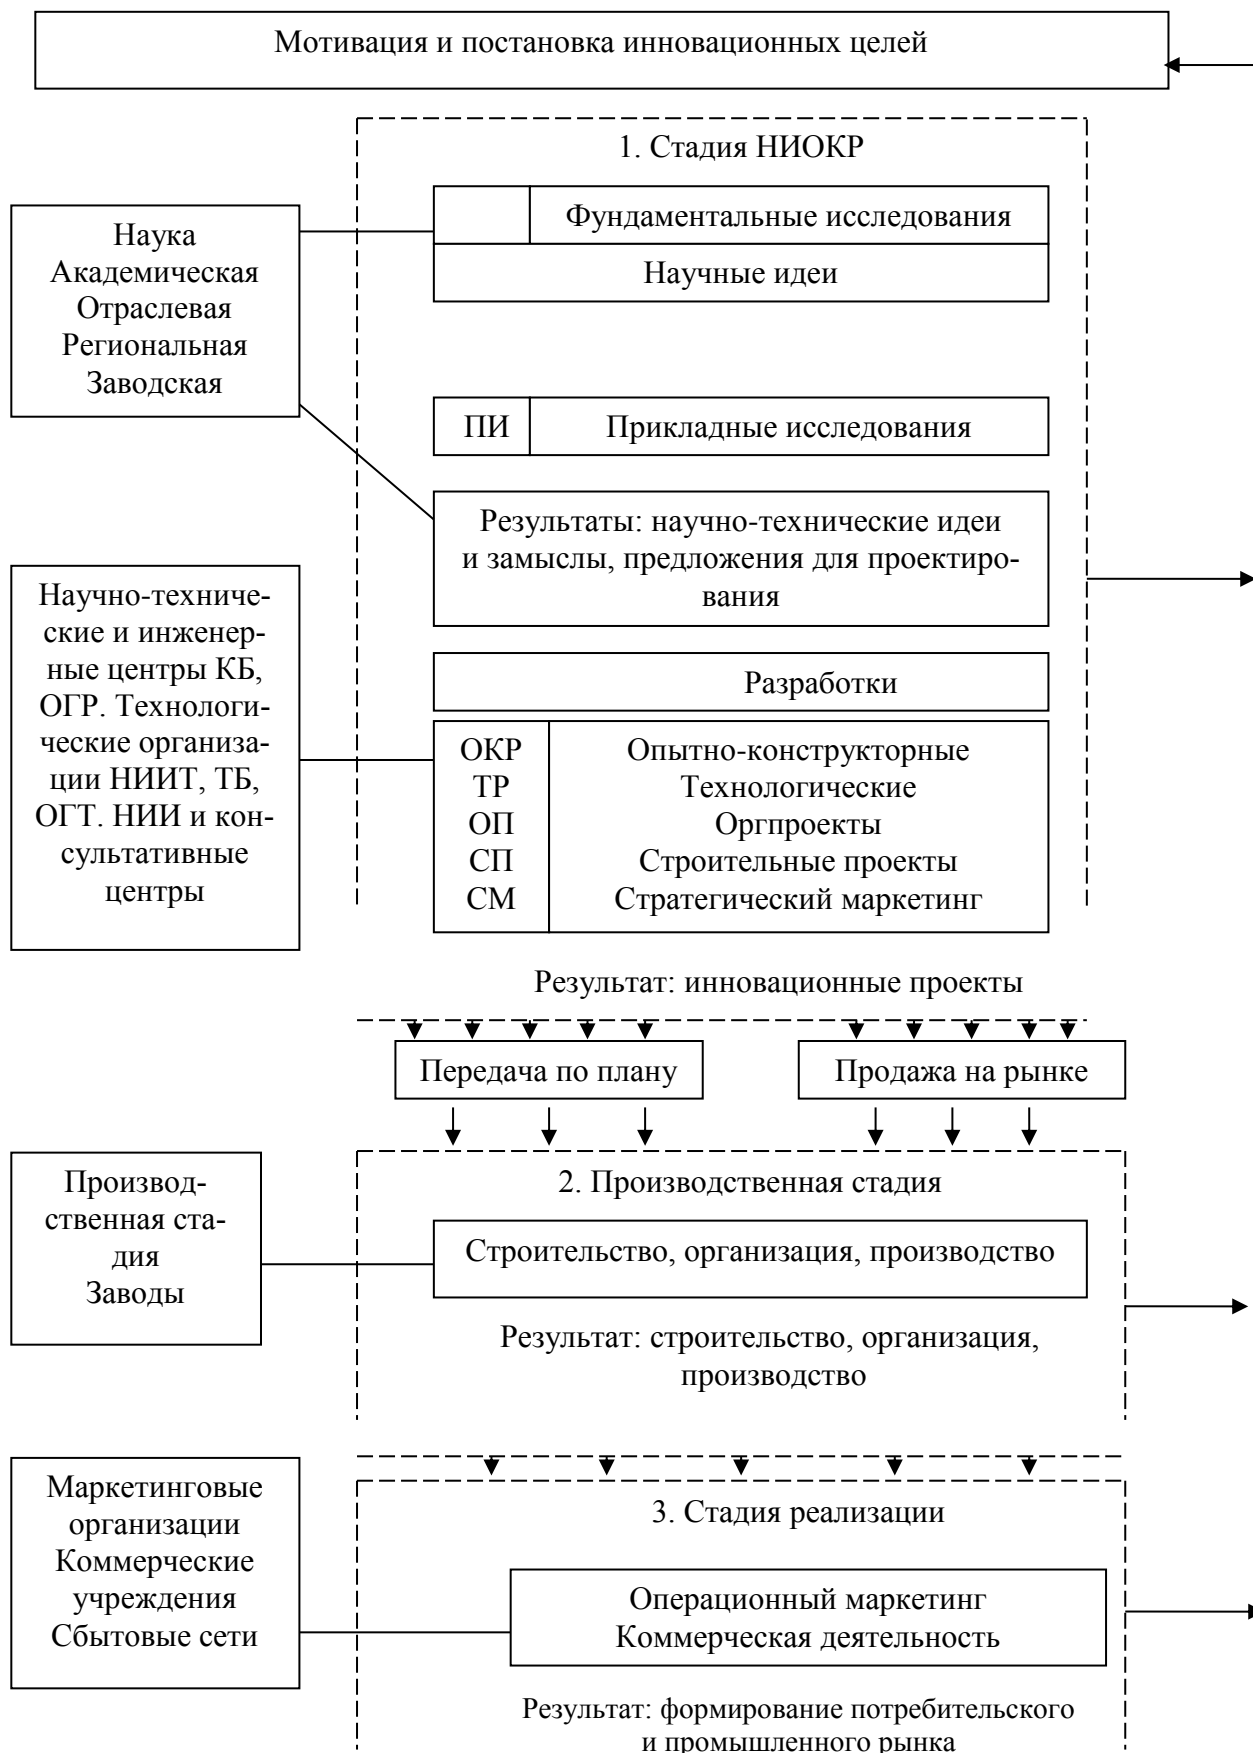 Мотивация и постановка инновационных целей
1. Стадия НИОКР
Наука
Академическая
Отраслевая
Региональная
Заводская
Фундаментальные исследования
Научные идеи
ПИ
Прикладные исследования
Результаты: научно-технические идеи
и замыслы, предложения для проектиро-
вания
Научно-техниче-
ские и инженер-
ные центры КБ,
ОГР. Технологи-
ческие организа-
ции НИИТ, ТБ,
ОГТ. НИИ и кон-
сультативные
центры
Разработки
ОКР Опытно-конструкторные
ТР Технологические
ОП Оргпроекты
СП Строительные проекты
СМ Стратегический маркетинг
Результат: инновационные проекты
Передача по плану
Продажа на рынке
Производ-
ственная ста-
дия
Заводы
2. Производственная стадия
Строительство, организация, производство
Результат: строительство, организация,
производство
Маркетинговые
организации
Коммерческие
учреждения
Сбытовые сети
3. Стадия реализации
Операционный маркетинг
Коммерческая деятельность
Результат: формирование потребительского
и промышленного рынка